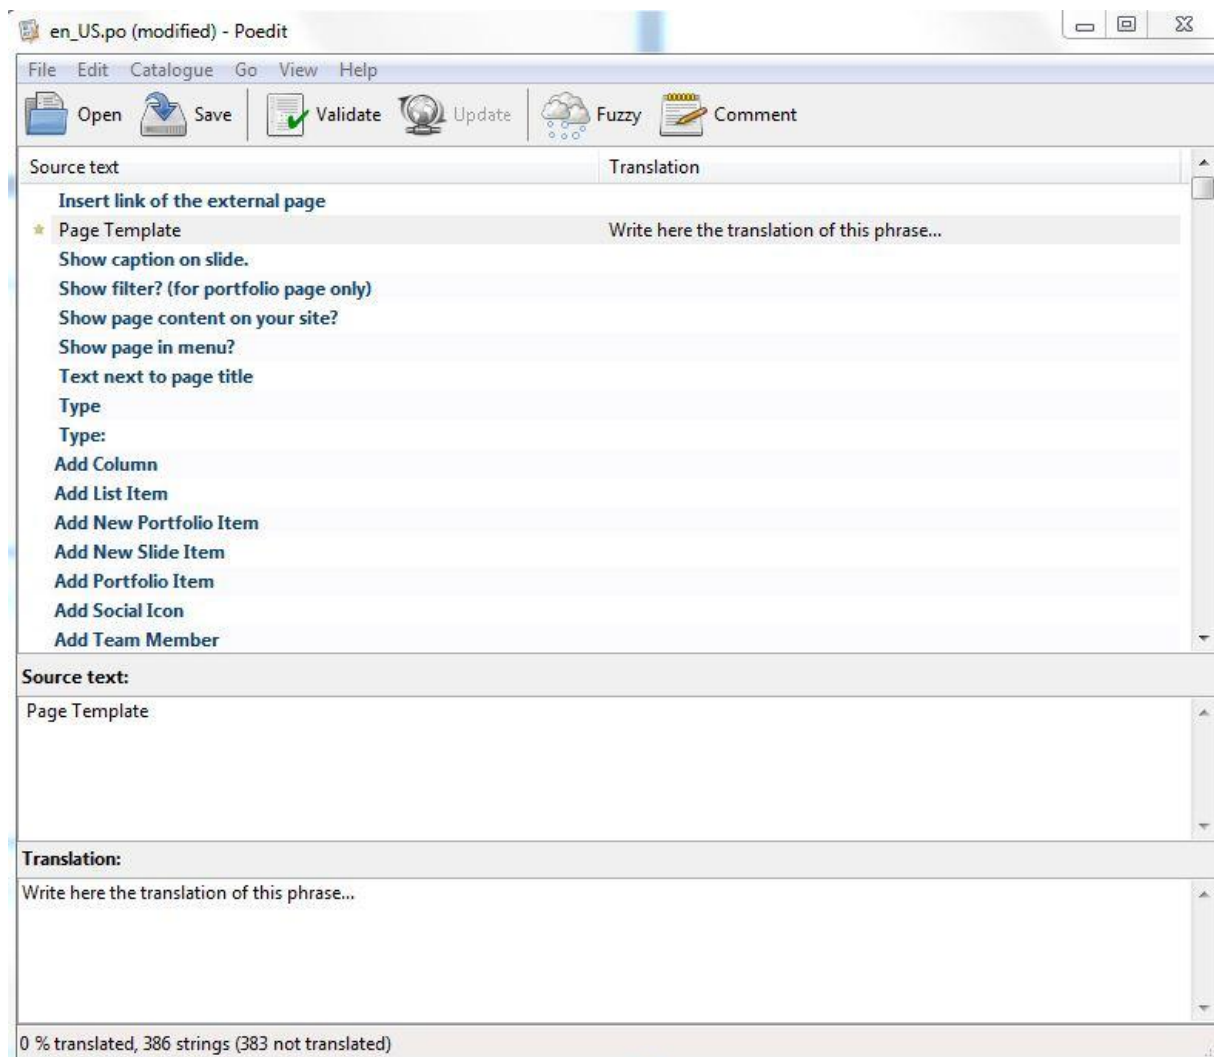 en_US.po (modified) - Poedit
File Edit Catalogue Go View Help
Open Save Validate Update Fuzzy Comment
Source text Translation
Insert link of the external page
Page Template Write here the translation of this phrase...
Show caption on slide.
Show filter? (for portfolio page only)
Show page content on your site?
Show page in menu?
Text next to page title
Type
Type:
Add Column
Add List Item
Add New Portfolio Item
Add New Slide Item
Add Portfolio Item
Add Social Icon
Add Team Member
Source text:
Page Template
Translation:
Write here the translation of this phrase...
0 % translated, 386 strings (383 not translated)